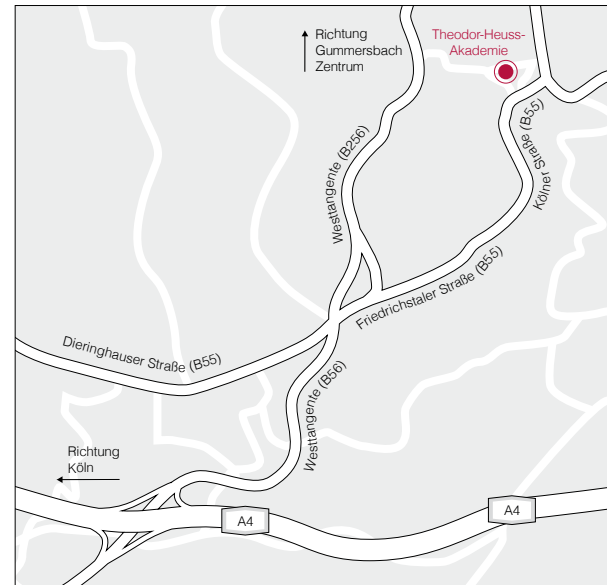 Richtung
Gummersbach
Zentrum
Theodor-Heuss-
Akademie
Westtangente (B256)
Kölner Straße (B55)
Friedrichstaler Straße (B55)
Dieringhauser Straße (B55)
Westtangente (B56)
Richtung
Köln
A4
A4